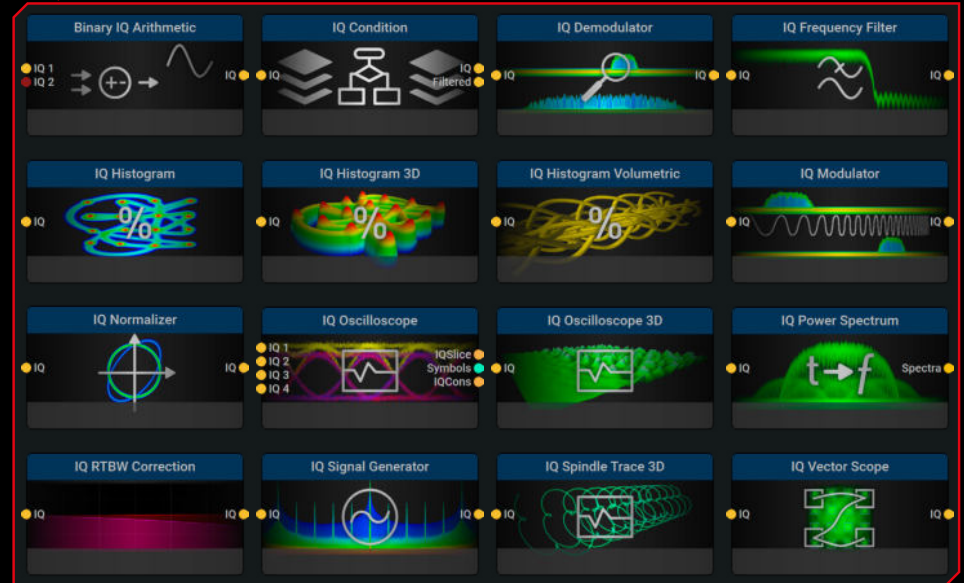 Binary IQ Arithmetic
IQ 1
IQ 2
IQ
IQ Condition
IQ
IQ
Filtered
IQ Demodulator
IQ
IQ
IQ Frequency Filter
IQ
IQ
IQ Histogram
IQ
%
IQ Histogram 3D
IQ
%
IQ Histogram Volumetric
IQ
%
IQ Modulator
IQ
IQ
IQ Normalizer
IQ
IQ
IQ Oscilloscope
IQ 1
IQ 2
IQ 3
IQ 4
IQSlice
Symbols
IQCons
IQ Oscilloscope 3D
IQ
IQ Power Spectrum
IQ
t→f
Spectra
IQ RTBW Correction
IQ
IQ
IQ Signal Generator
IQ
IQ
IQ Spindle Trace 3D
IQ
IQ Vector Scope
IQ
IQ